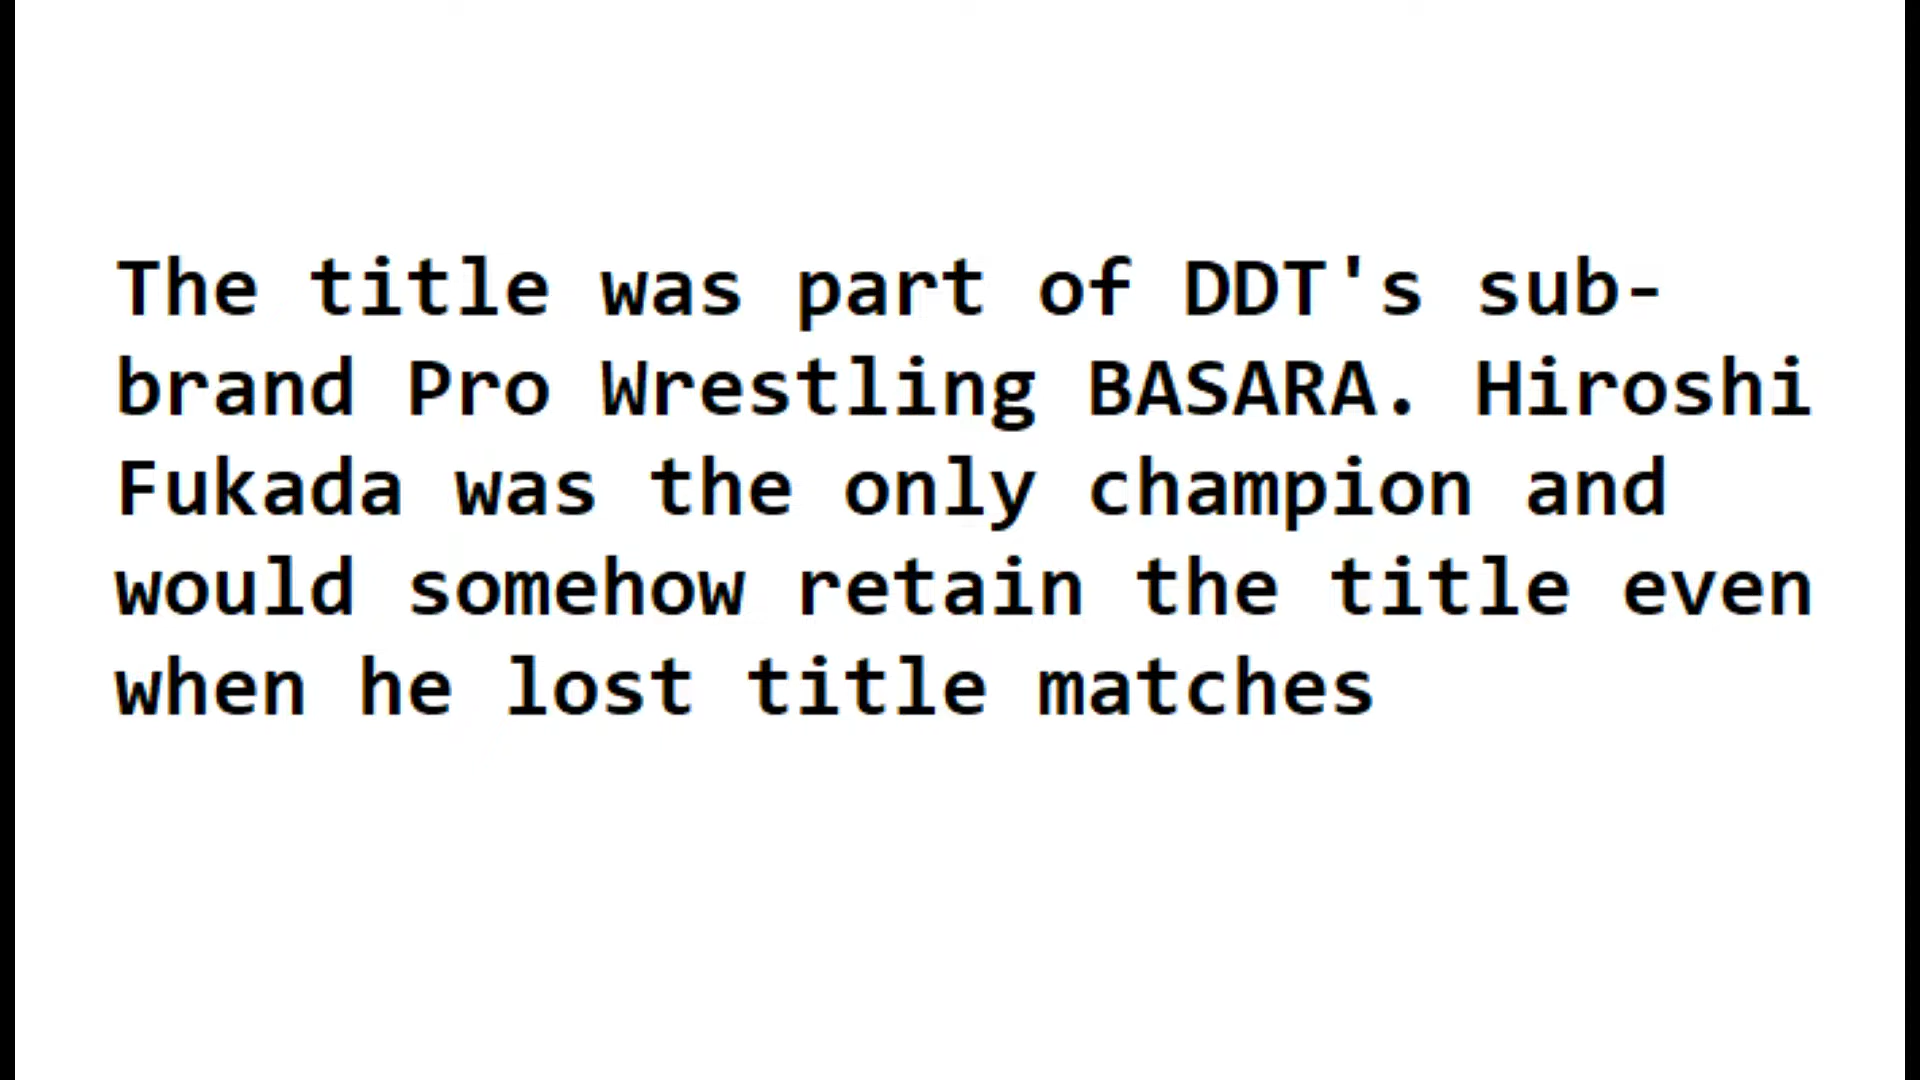 The title was part of DDT's sub-
brand Pro Wrestling BASARA. Hiroshi
Fukada was the only champion and
would somehow retain the title even
when he lost title matches